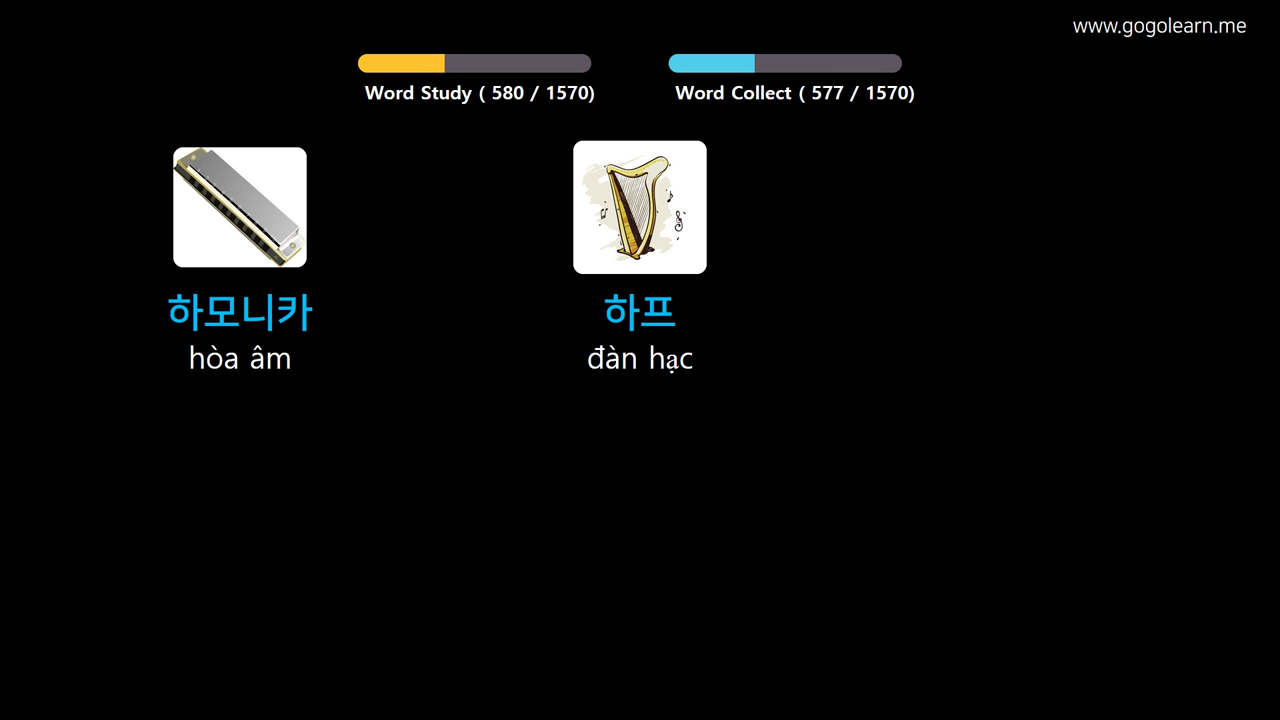 www.gogolearn.me
Word Study ( 580 / 1570)
Word Collect ( 577 / 1570)
하모니카
하프
hòa âm
đàn hạc